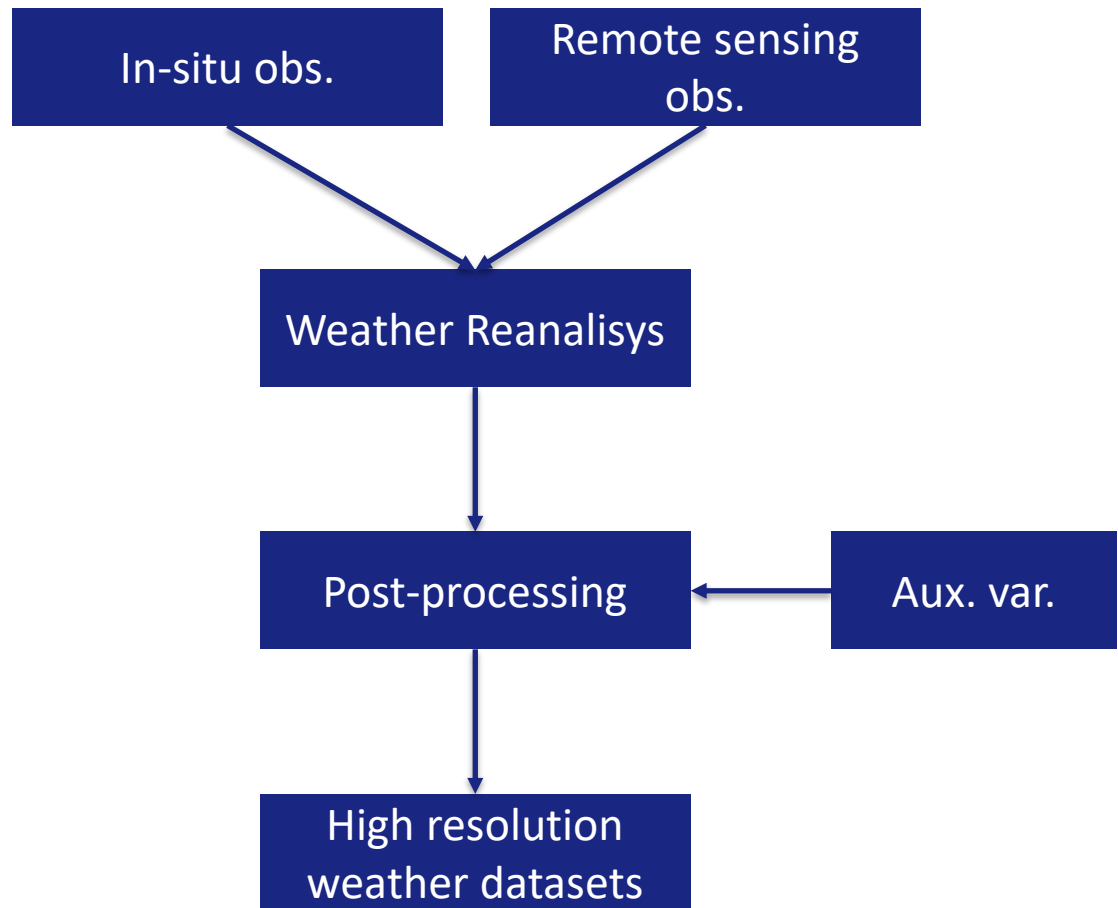 In-situ obs.
Remote sensing
obs.
Weather Reanalisys
Post-processing
Aux. var.
High resolution
weather datasets